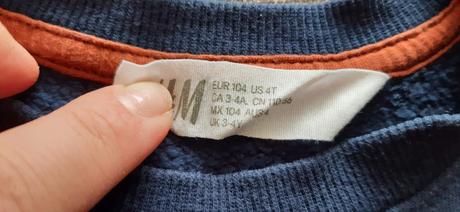 H&M
EUR 104 US 4T
CA 3-4A, CN 110/56
MX 104 AUS 4
UK 3-4Y